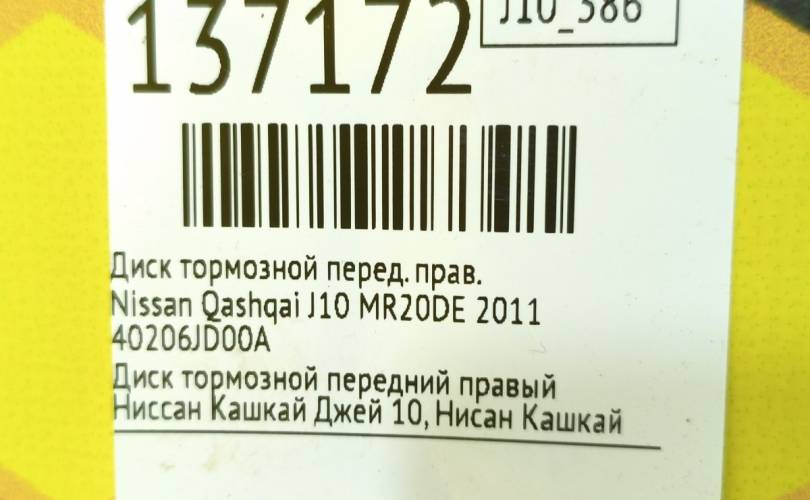 137172
J10_386
Диск тормозной перед. прав.
Nissan Qashqai J10 MR20DE 2011
40206JD00A
Диск тормозной передний правый
Ниссан Кашкай Джей 10, Нисан Кашкай